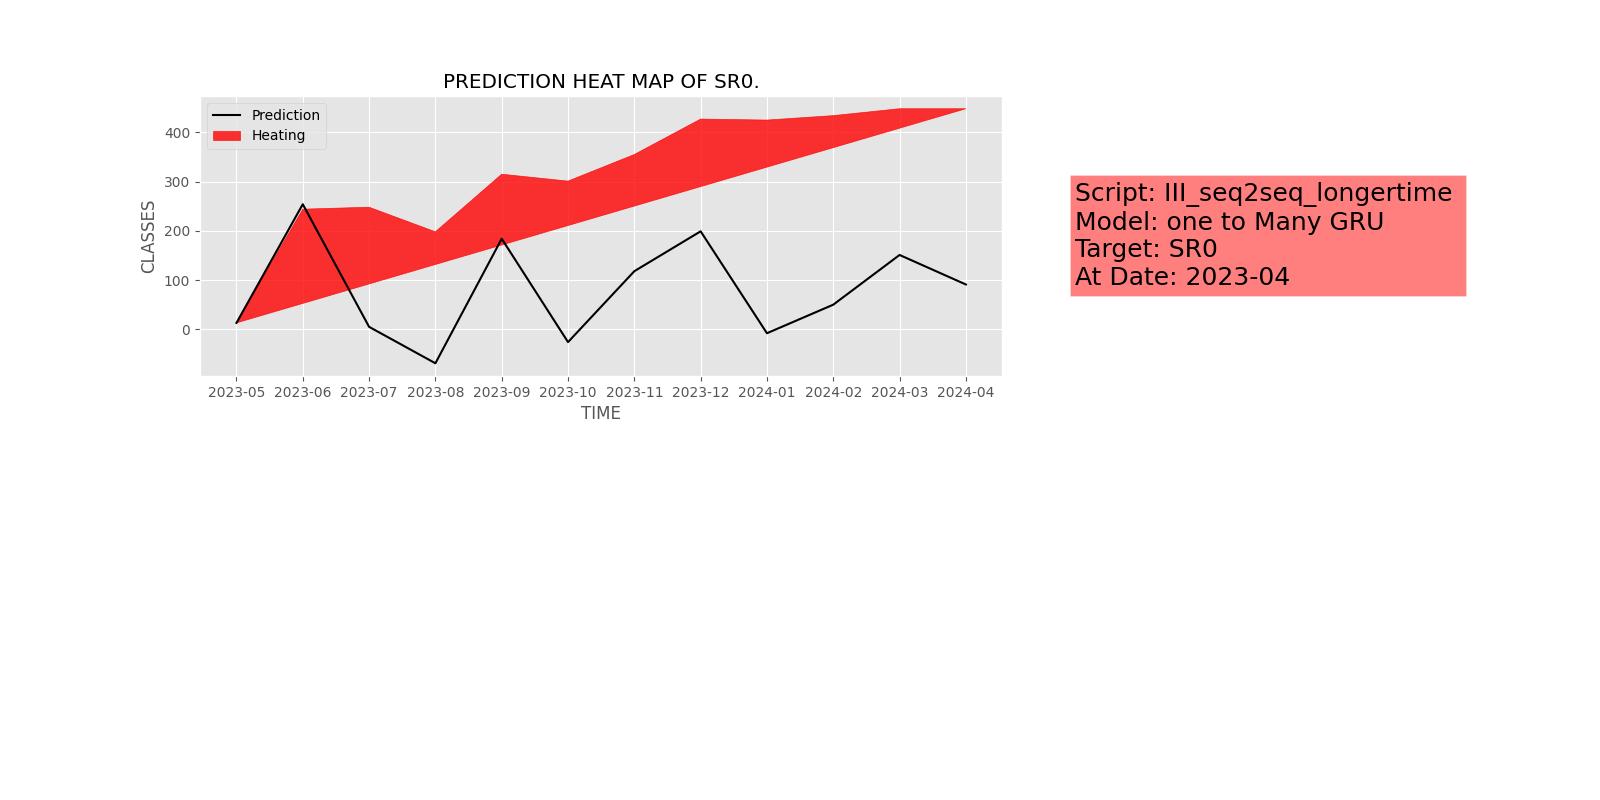 PREDICTION HEAT MAP OF SR0.
Prediction
Heating
400
300
200
100
0
CLASSES
2023-05 2023-06 2023-07 2023-08 2023-09 2023-10 2023-11 2023-12 2024-01 2024-02 2024-03 2024-04
TIME
Script: III_seq2seq_longertime
Model: one to Many GRU
Target: SR0
At Date: 2023-04